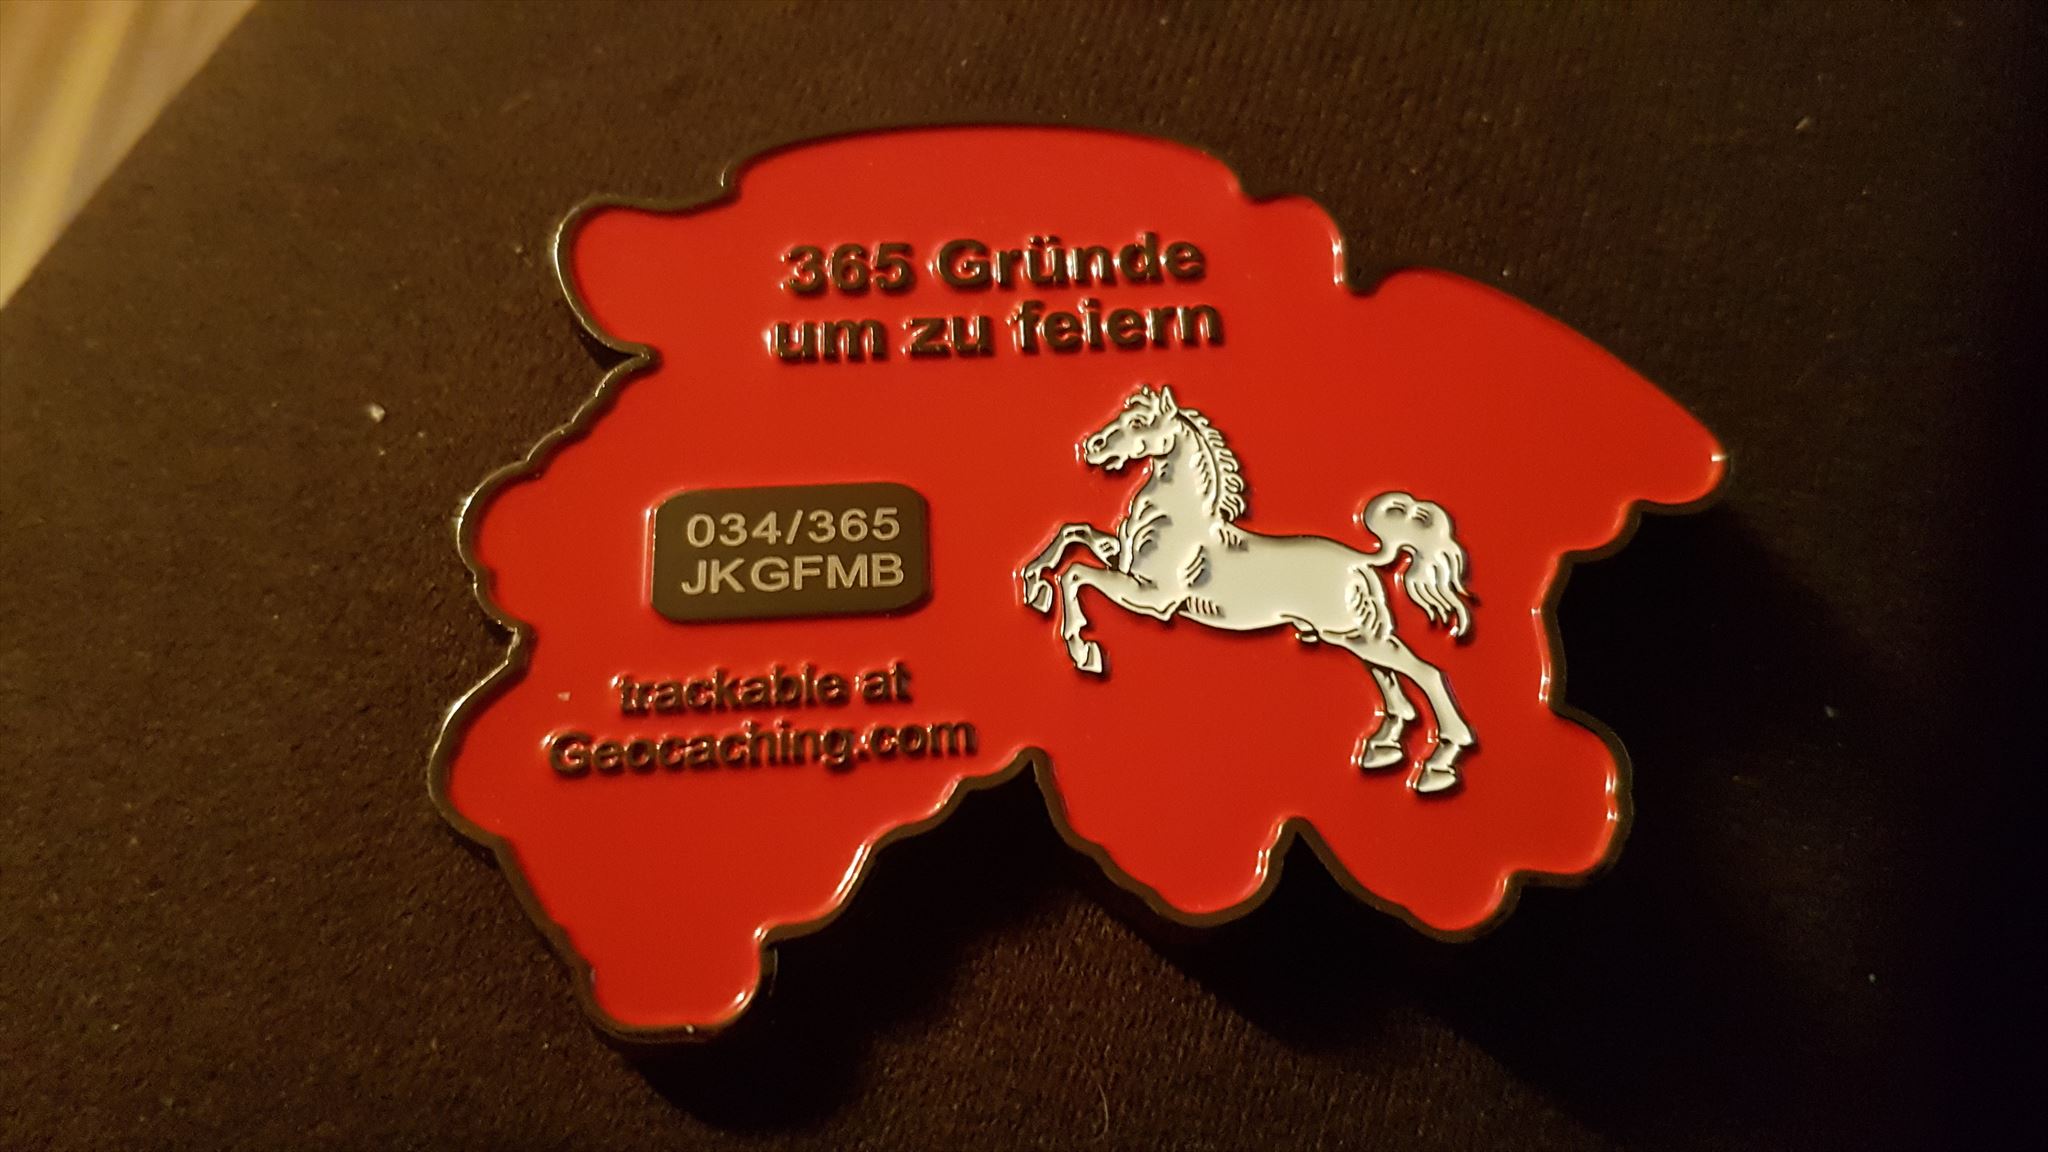 365 Gründe
um zu feiern
034/365
JKGFMB
trackable at
Geocaching.com